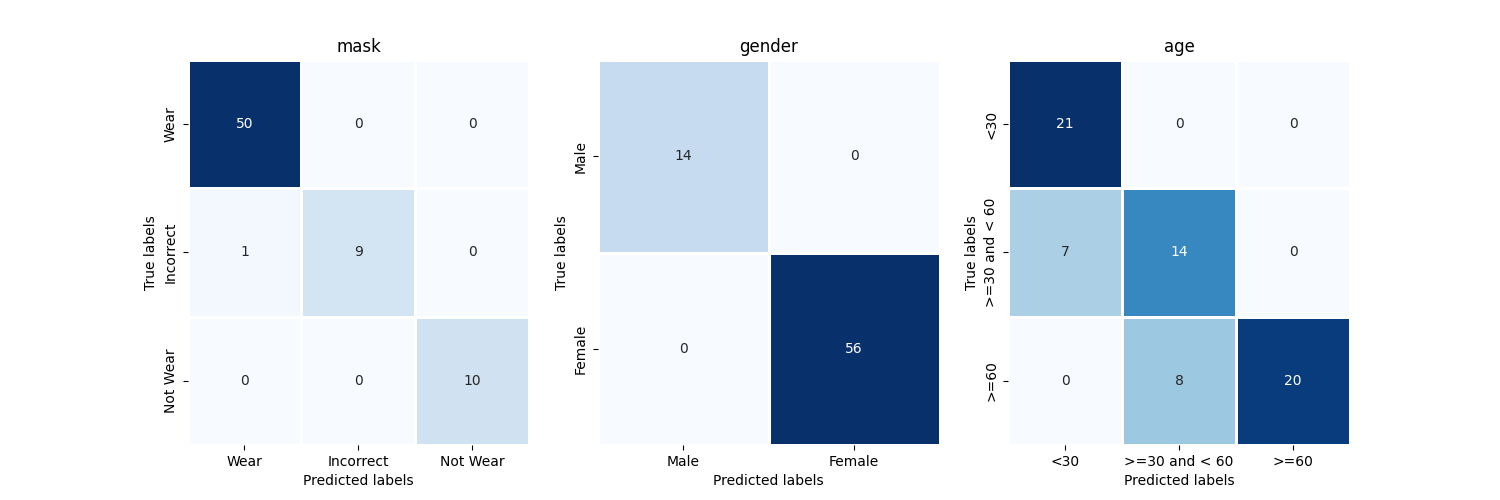 mask
True labels
Wear
Incorrect
Not Wear
50 0 0
1 9 0
0 0 10
Wear Incorrect Not Wear
Predicted labels
gender
True labels
Male
Female
14 0
0 56
Male Female
Predicted labels
age
True labels
<30
>=30 and < 60
>=60
21 0 0
7 14 0
0 8 20
<30 >=30 and < 60 >=60
Predicted labels